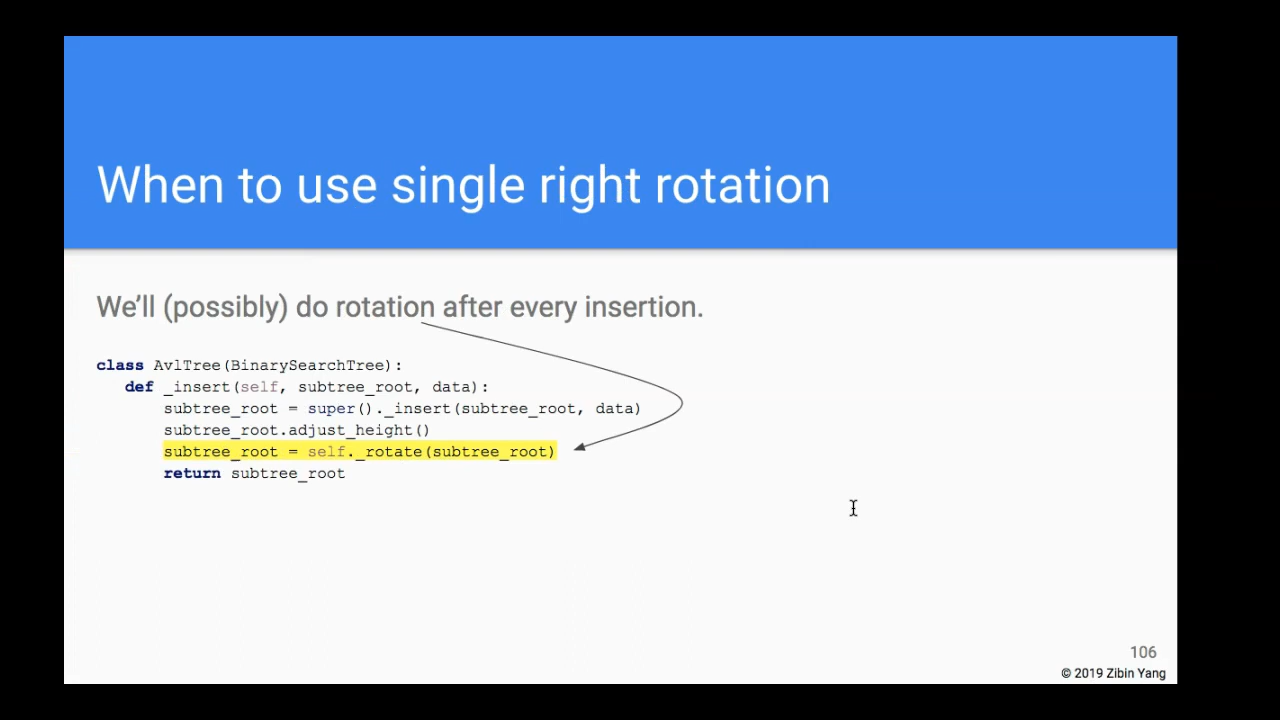 When to use single right rotation
We’ll (possibly) do rotation after every insertion.
class AvlTree(BinarySearchTree):
    def _insert(self, subtree_root, data):
        subtree_root = super()._insert(subtree_root, data)
        subtree_root.adjust_height()
        subtree_root = self._rotate(subtree_root)
        return subtree_root
106
© 2019 Zibin Yang